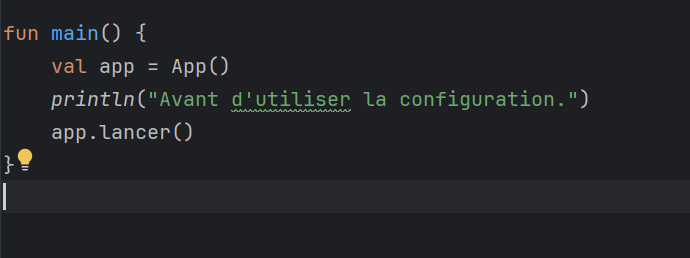 fun main() {
    val app = App()
    println("Avant d'utiliser la configuration.")
    app.lancer()
}